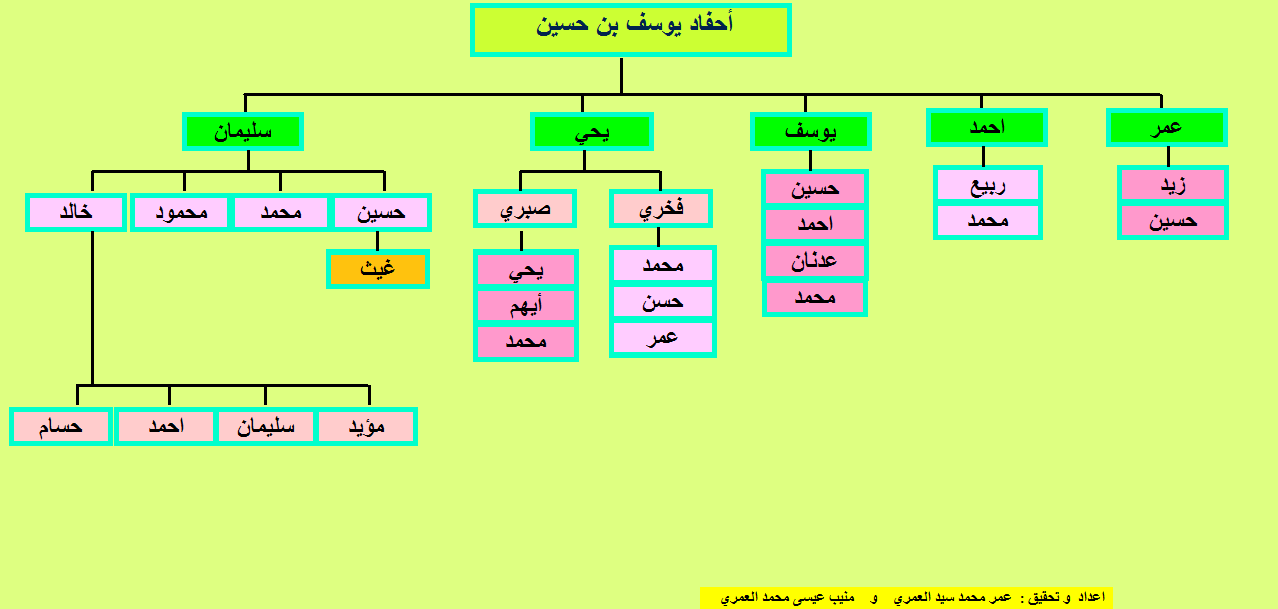 أحفاد يوسف بن حسين
عمر
احمد
يوسف
يحي
سليمان
زيد
حسين
ربيع
محمد
حسين
احمد
عدنان
محمد
فخري
صبري
محمد
حسن
عمر
يحي
أيهم
محمد
حسين
محمد
محمود
خالد
غيث
مؤيد
سليمان
احمد
حسام
اعداد و تحقيق : عمر محمد سيد العمري و منيب عيسى محمد العمري